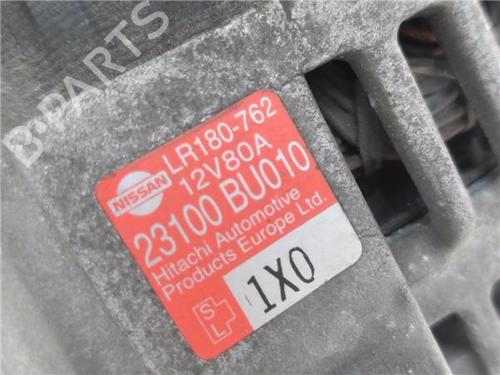 B-PARTS
NISSAN
LR180-762
12V80A
23100 BU010
Hitachi Automotive
Products Europe Ltd.
S
L
1X0